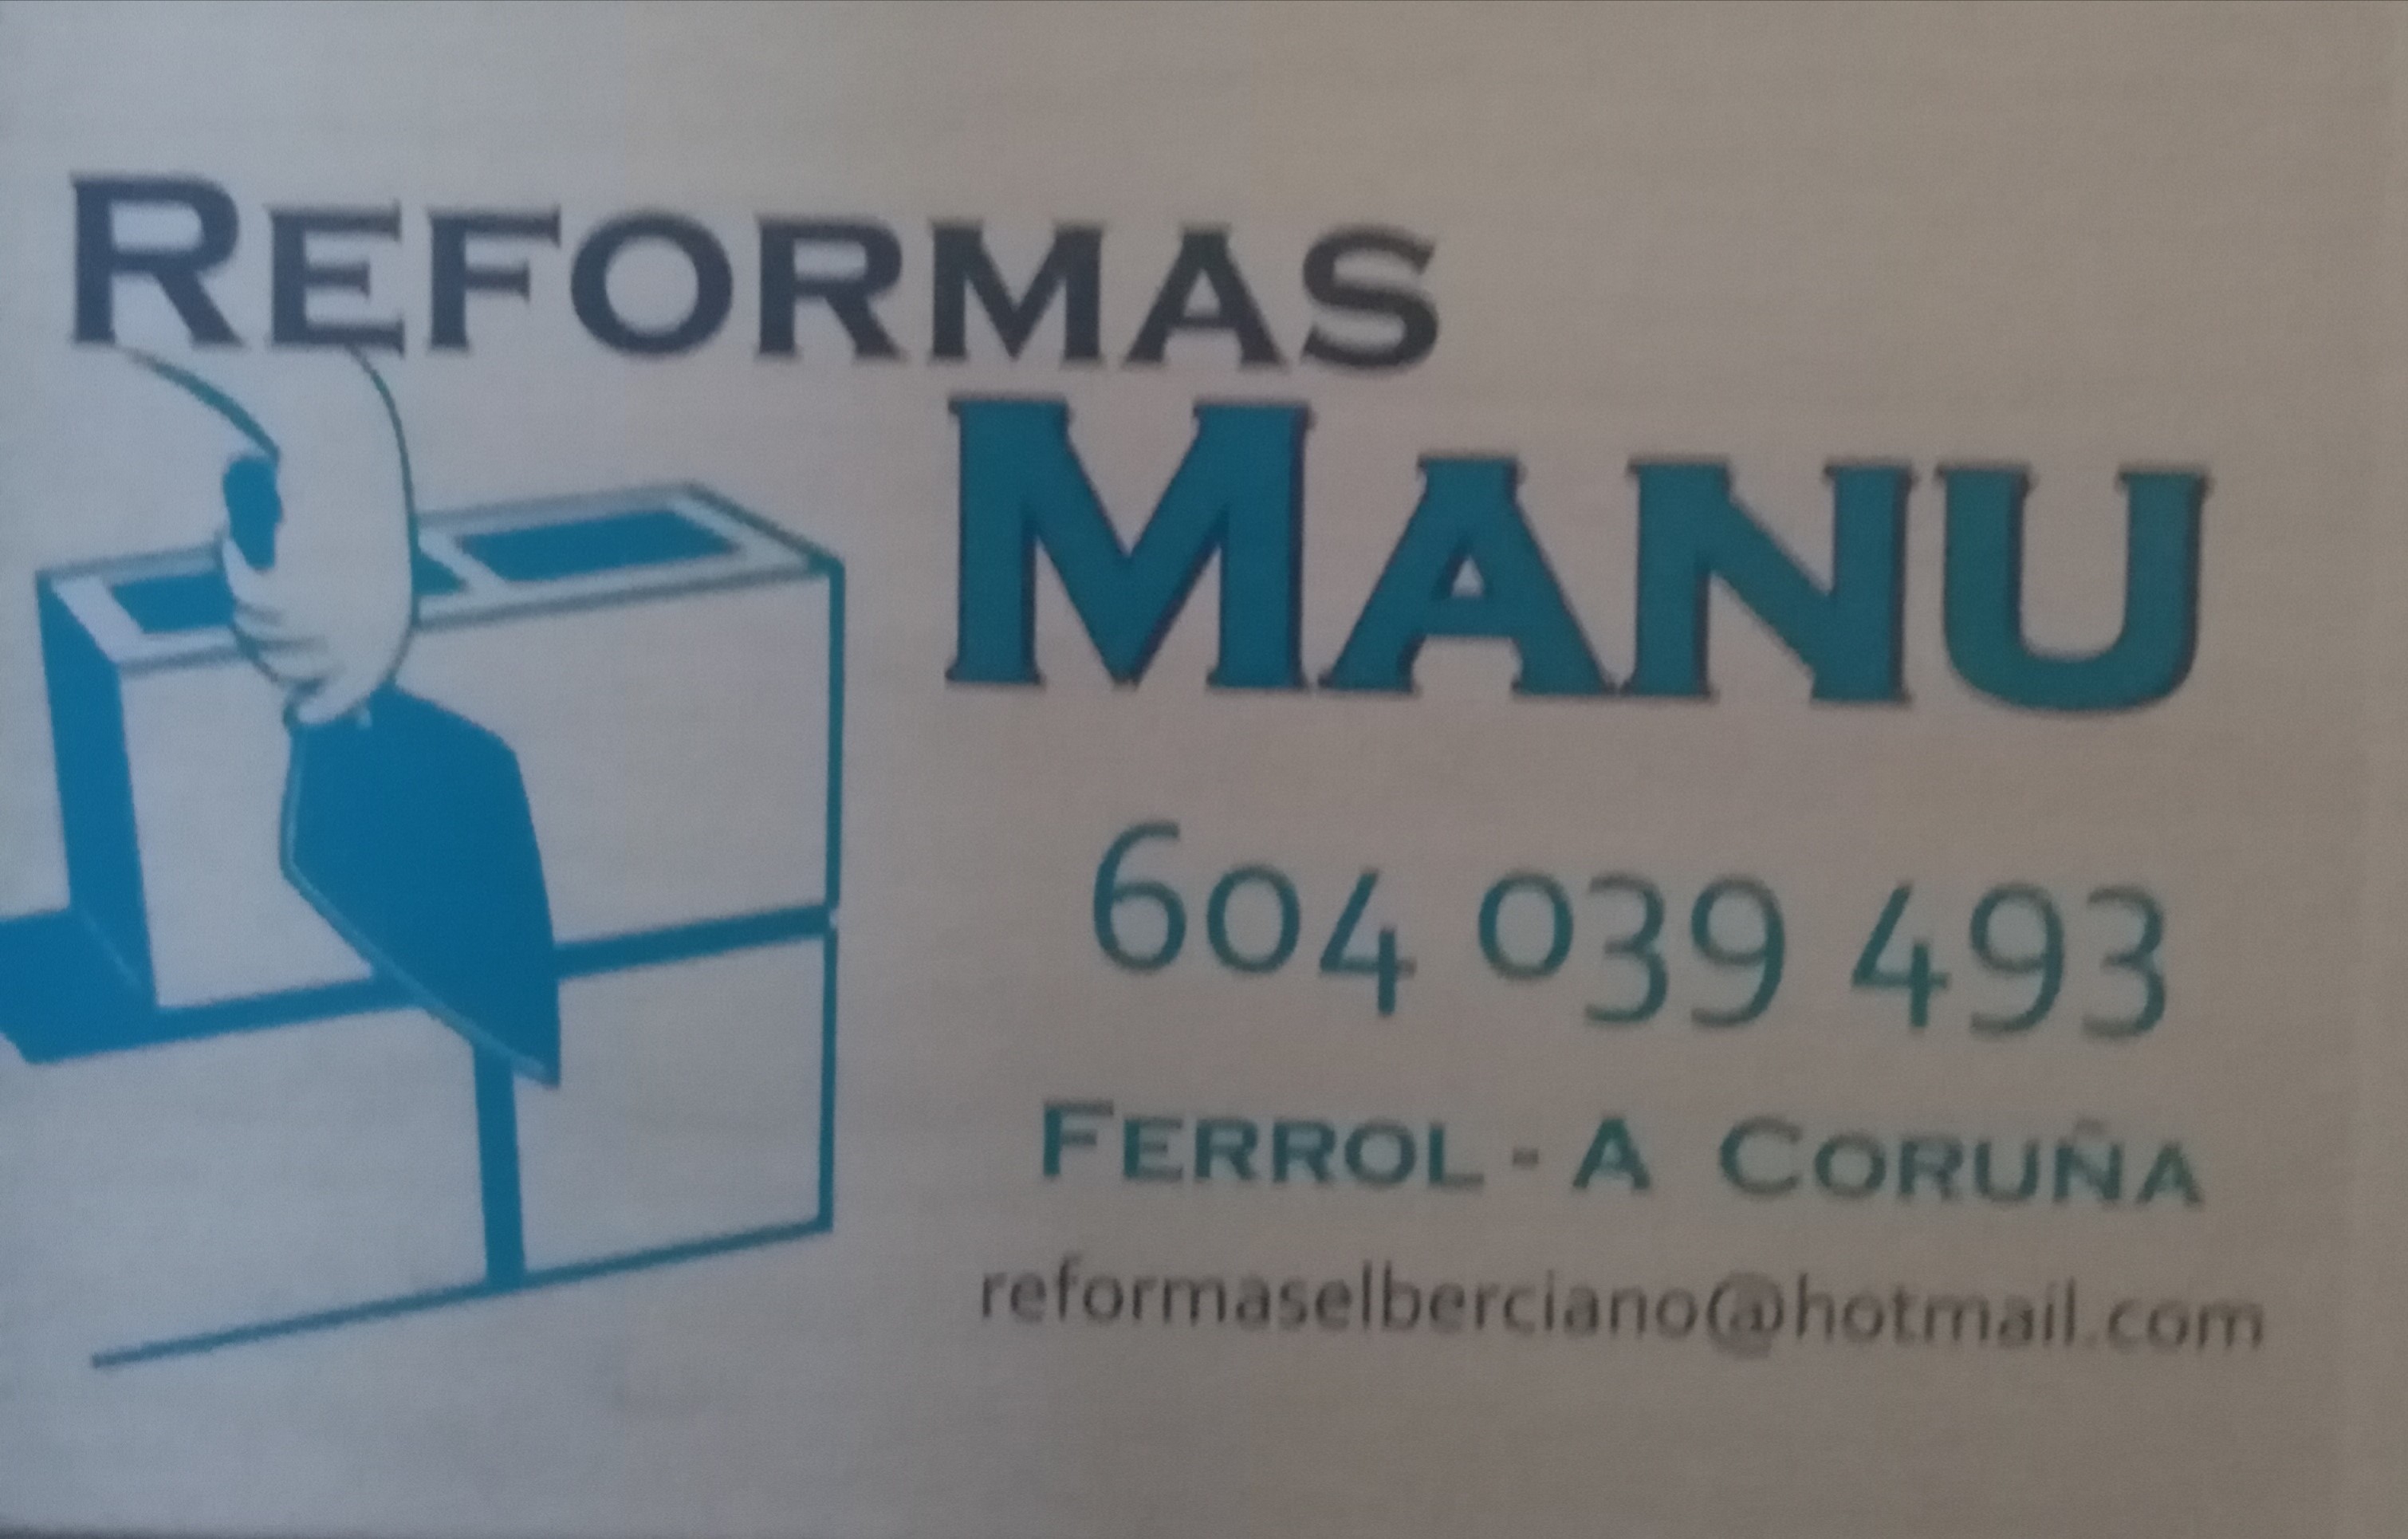 REFORMAS
MANU
604 039 493
FERROL - A CORUÑA
reformaselberciano@hotmail.com